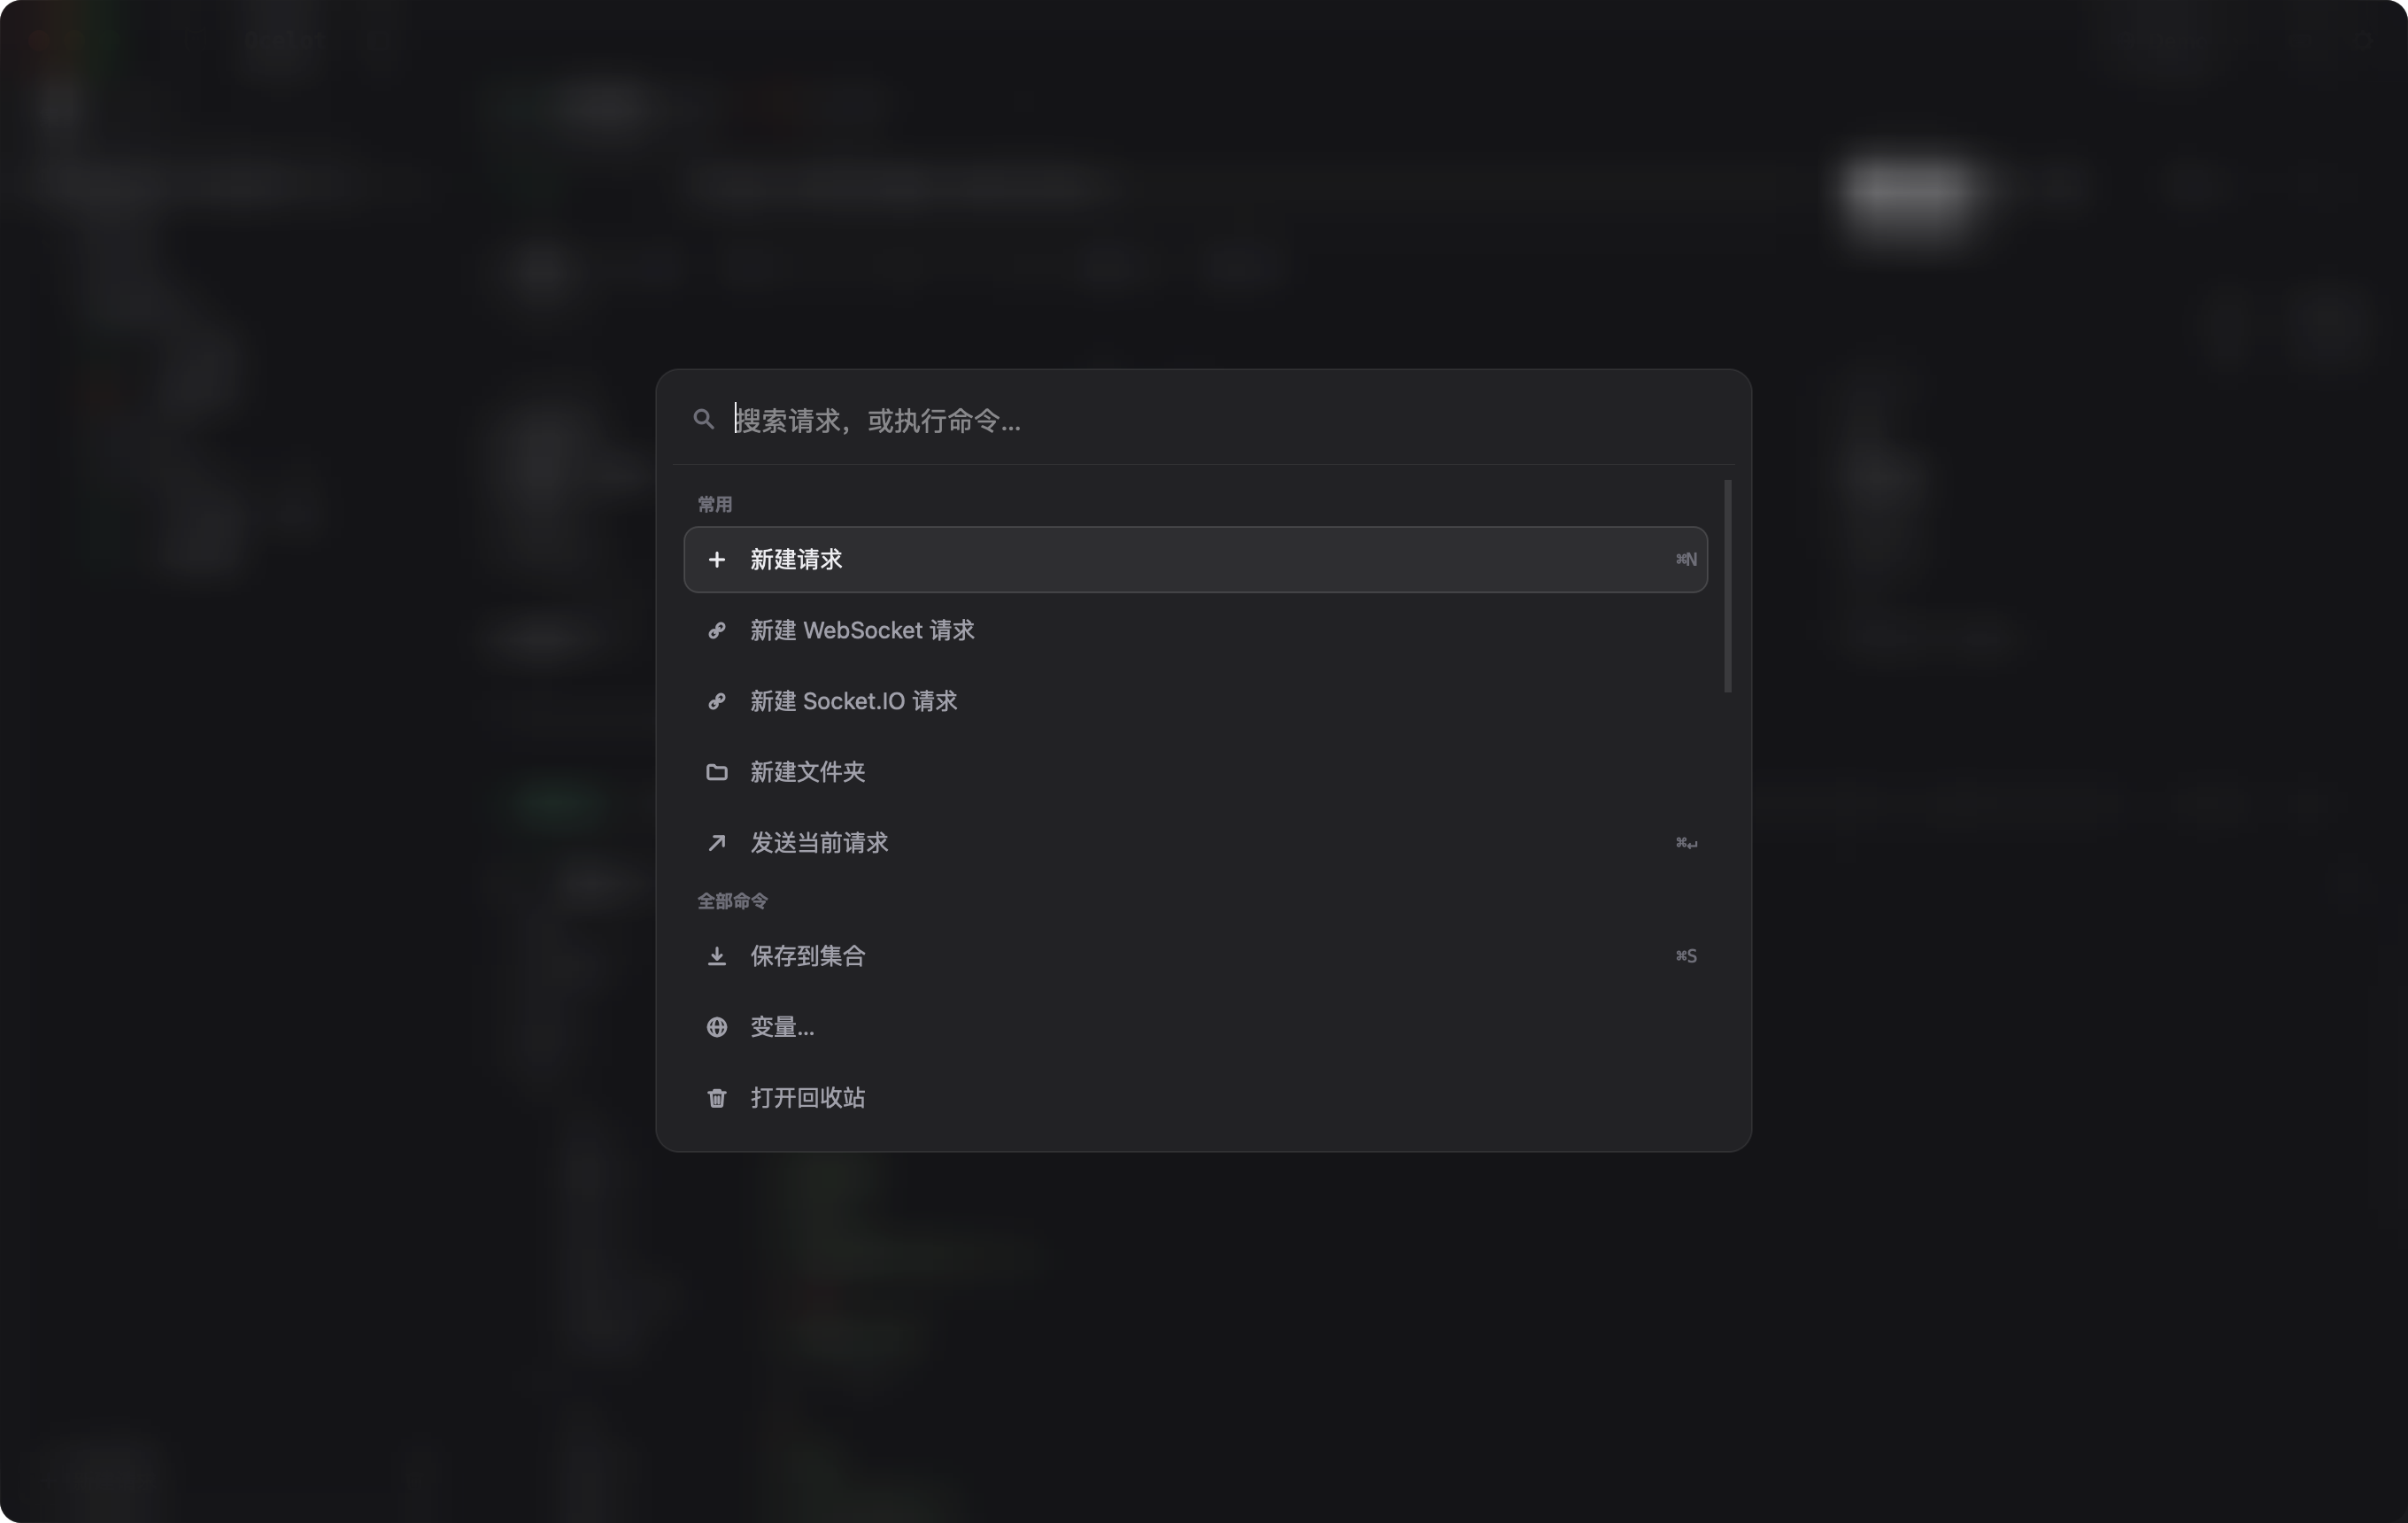 搜索请求，或执行命令...
常用
新建请求 ⌘N
新建 WebSocket 请求
新建 Socket.IO 请求
新建文件夹
发送当前请求 ⌘↵
全部命令
保存到集合 ⌘S
变量...
打开回收站